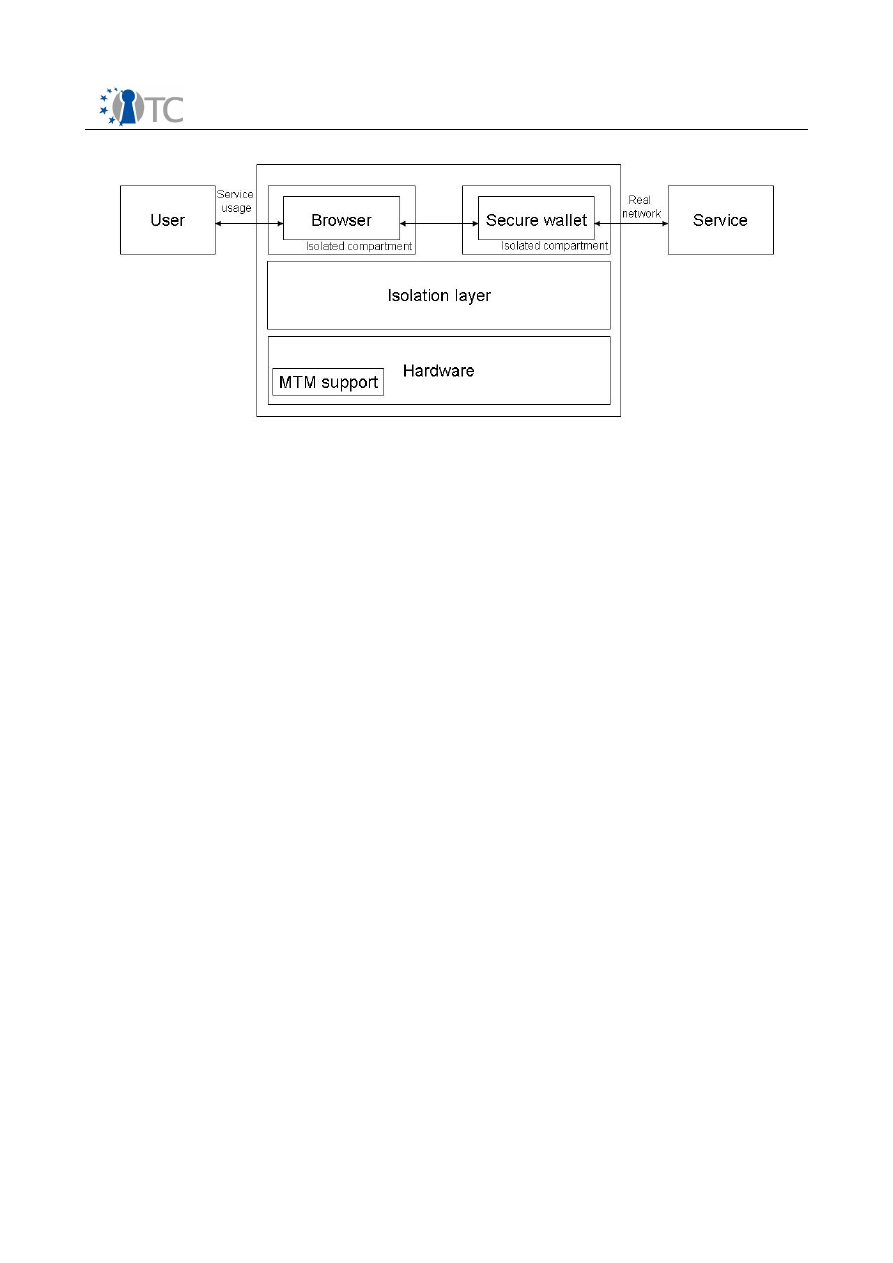 TC
Service
usage
Real
network
User
Browser
Secure wallet
Service
Isolated compartment
Isolated compartment
Isolation layer
Hardware
MTM support